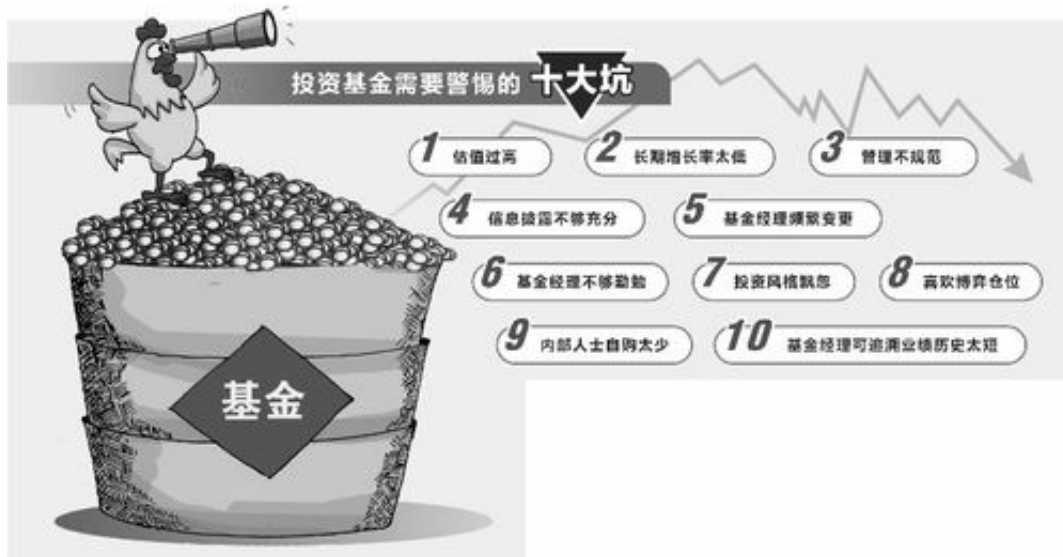 投资基金需要警惕的 十大坑
1 估值过高
2 长期增长率太低
3 管理不规范
4 信息披露不够充分
5 基金经理频繁变更
6 基金经理不够勤勉
7 投资风格飘忽
8 喜欢博弈仓位
9 内部人士自购太少
10 基金经理可追溯业绩历史太短
基金